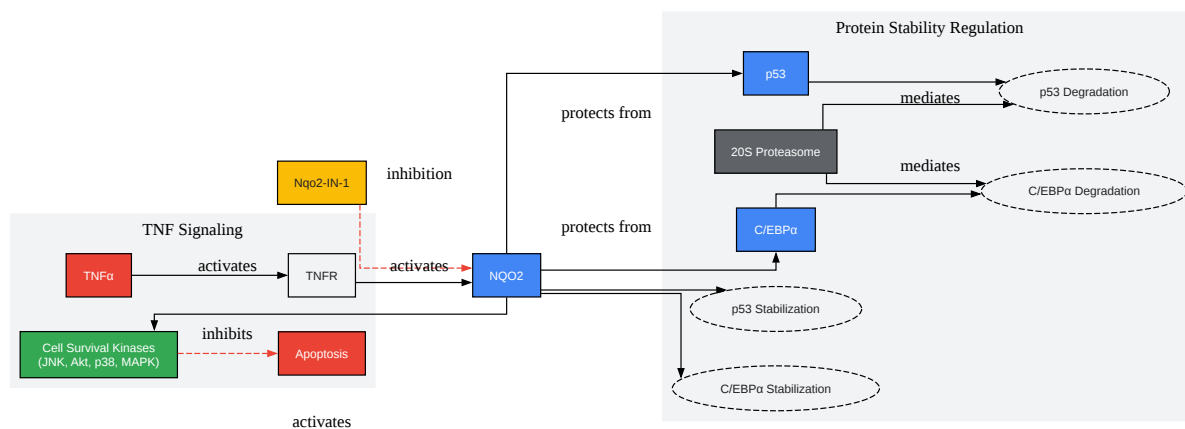 Protein Stability Regulation
p53
p53 Degradation
mediates
protects from
20S Proteasome
mediates
inhibition
Nqo2-IN-1
C/EBPα Degradation
TNF Signaling
protects from
C/EBPα
TNFα
activates
TNFR
activates
NQO2
p53 Stabilization
Cell Survival Kinases
(JNK, Akt, p38, MAPK)
inhibits
Apoptosis
C/EBPα Stabilization
activates